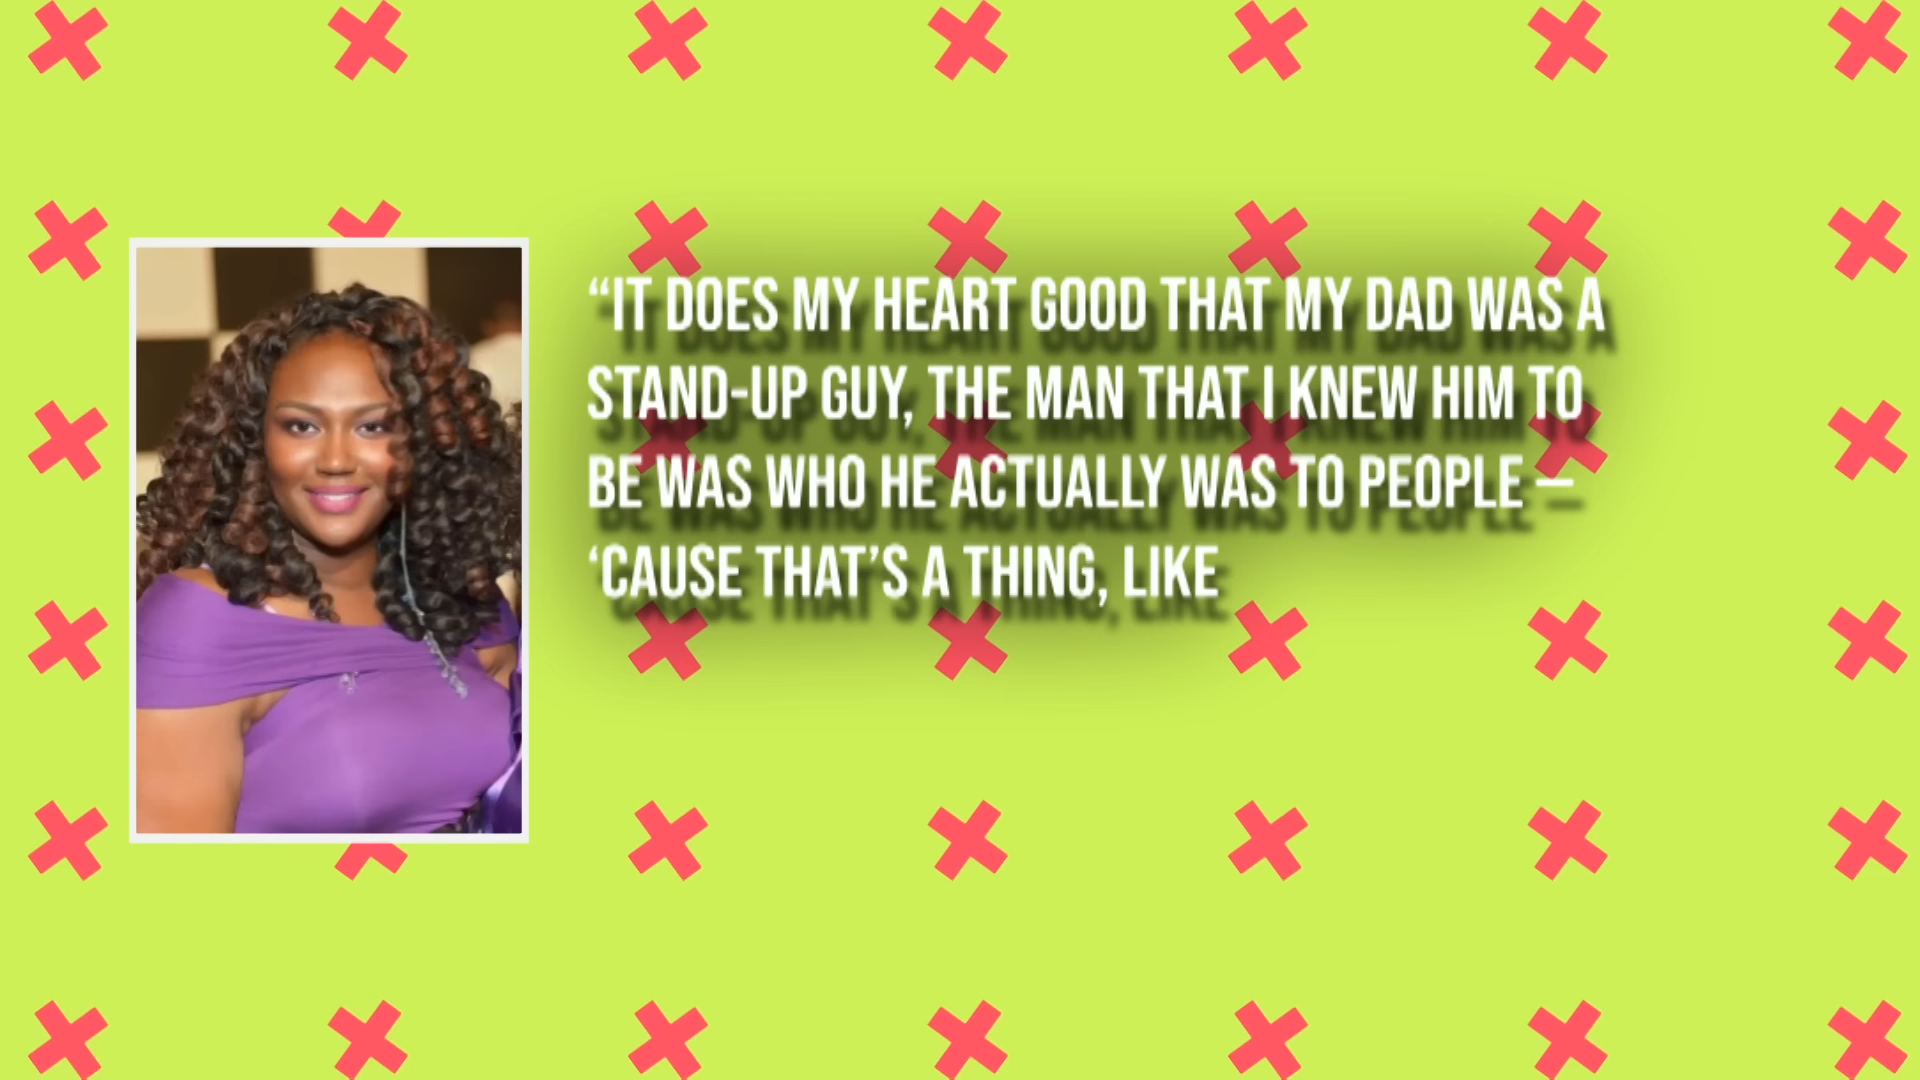 “IT DOES MY HEART GOOD THAT MY DAD WAS A
STAND-UP GUY, THE MAN THAT I KNEW HIM TO
BE WAS WHO HE ACTUALLY WAS TO PEOPLE —
‘CAUSE THAT’S A THING, LIKE